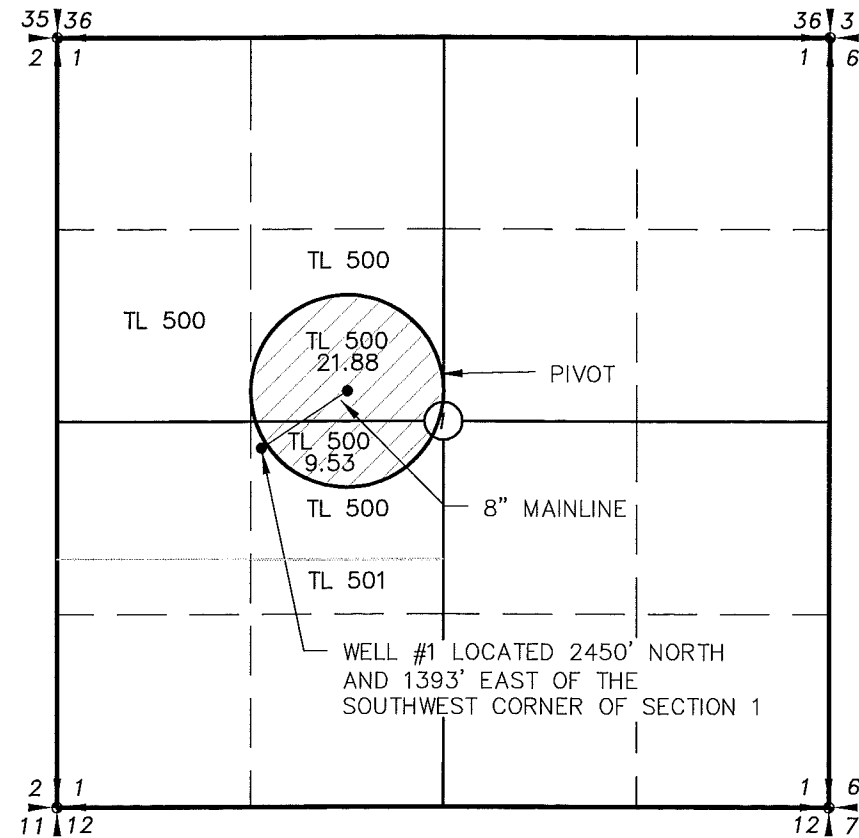 35 36
36 3
2 1
1 6
TL 500
TL 500
TL 500
21.88
PIVOT
1
TL 500
9.53
TL 500
8" MAINLINE
TL 501
WELL #1 LOCATED 2450' NORTH
AND 1393' EAST OF THE
SOUTHWEST CORNER OF SECTION 1
2 1
1 6
11 12
12 7